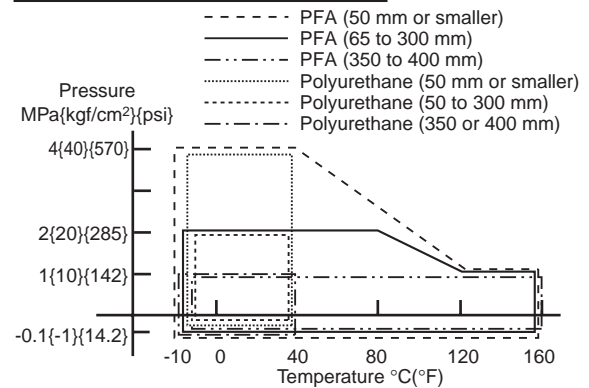 PFA (50 mm or smaller)
PFA (65 to 300 mm)
PFA (350 to 400 mm)
Polyurethane (50 mm or smaller)
Polyurethane (50 to 300 mm)
Polyurethane (350 or 400 mm)
Pressure
MPa{kgf/cm²}{psi}
4{40}{570}
2{20}{285}
1{10}{142}
-0.1{-1}{14.2}
-10 0 40 80 120 160
Temperature °C(°F)